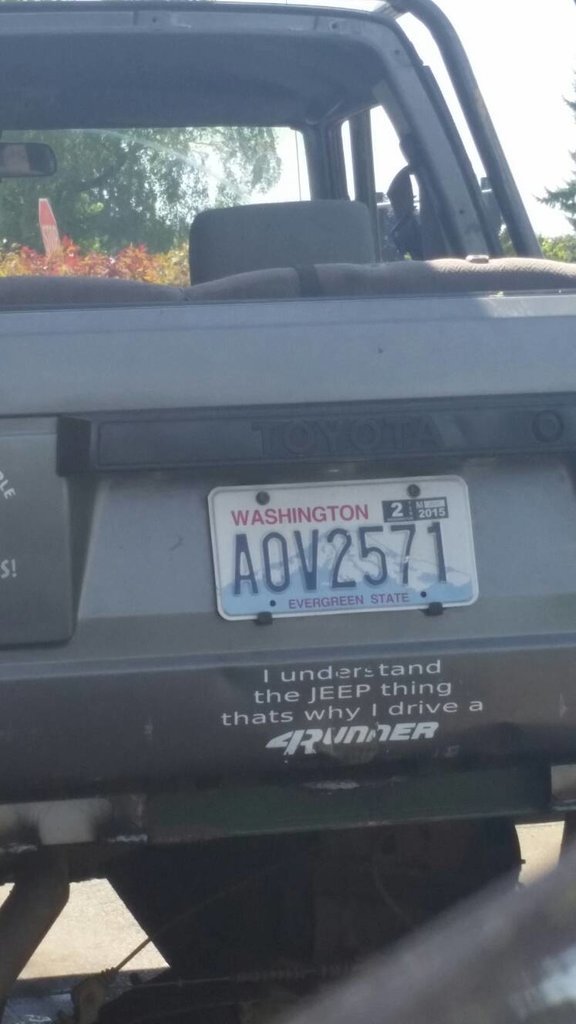 TOYOTA
WASHINGTON
2 2015
AOV2571
EVERGREEN STATE
S!
I understand
the JEEP thing
thats why I drive a
4RUNNER